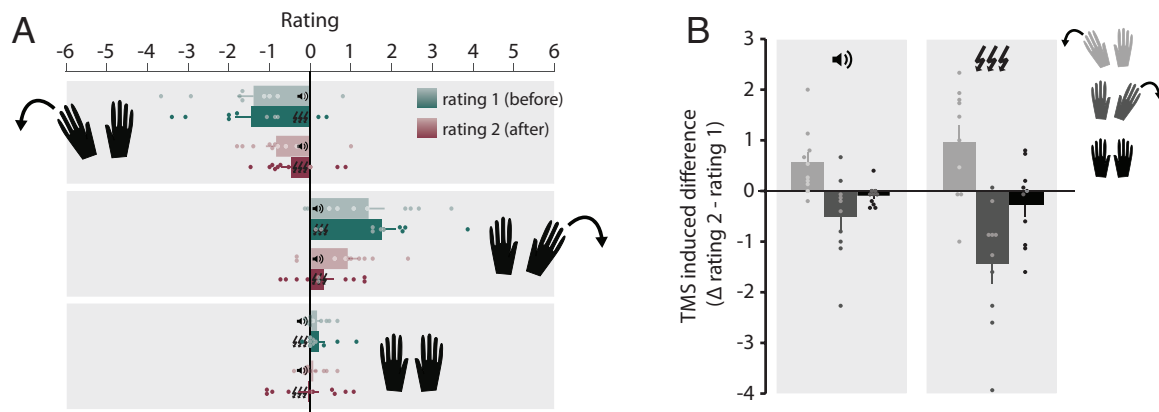 A
Rating
-6 -5 -4 -3 -2 -1 0 1 2 3 4 5 6
rating 1 (before)
rating 2 (after)
B
TMS induced difference
(Δ rating 2 - rating 1)
3
2
1
0
-1
-2
-3
-4